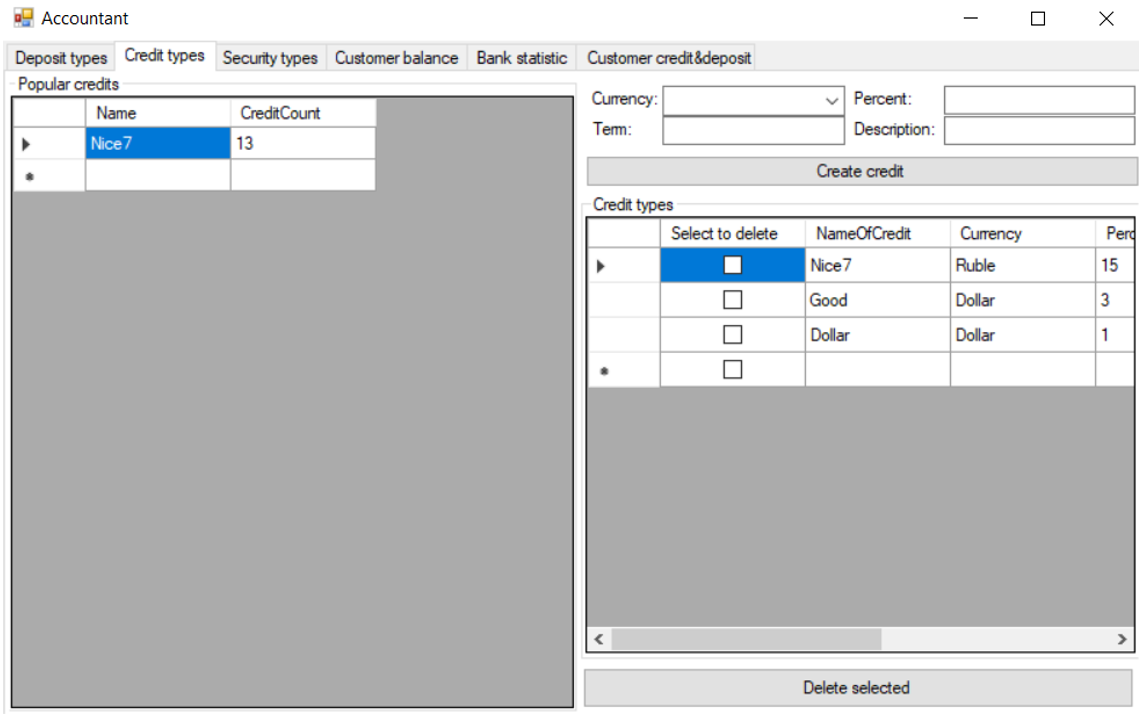 Accountant
Deposit types Credit types Security types Customer balance Bank statistic Customer credit&deposit
Popular credits
Name CreditCount
Nice7 13
Currency: Percent:
Term: Description:
Create credit
Credit types
Select to delete NameOfCredit Currency Perc
Nice7 Ruble 15
Good Dollar 3
Dollar Dollar 1
Delete selected